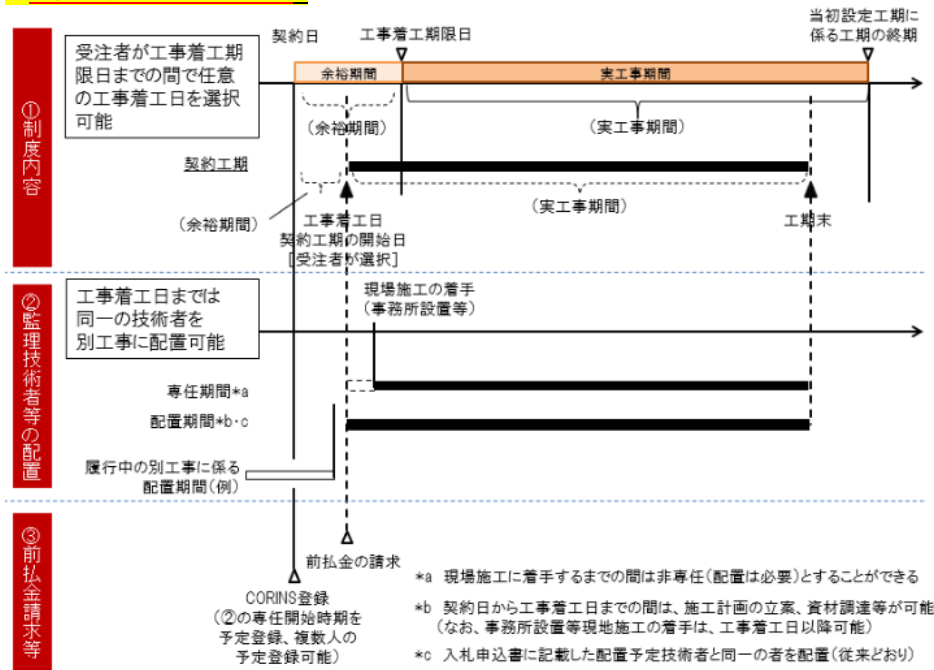 当初設定工期に
係る工期の終期
契約日
工事着工期限日
①制度内容
受注者が工事着工期
限日までの間で任意
の工事着工日を選択
可能
余裕期間
実工事期間
(余裕期間)
(実工事期間)
契約工期
(余裕期間)
(実工事期間)
工事着工日
契約工期の開始日
[受注者が選択]
工期末
②監理技術者等の配置
工事着工日までは
同一の技術者を
別工事に配置可能
現場施工の着手
(事務所設置等)
専任期間*a
配置期間*b・c
履行中の別工事に係る
配置期間(例)
③前払金請求等
前払金の請求
CORINS登録
(②の専任開始時期を
予定登録、複数人の
予定登録可能)
*a 現場施工に着手するまでの間は非専任(配置は必要)とすることができる
*b 契約日から工事着工日までの間は、施工計画の立案、資材調達等が可能
(なお、事務所設置等現地施工の着手は、工事着工日以降可能)
*c 入札申込書に記載した配置予定技術者と同一の者を配置(従来どおり)